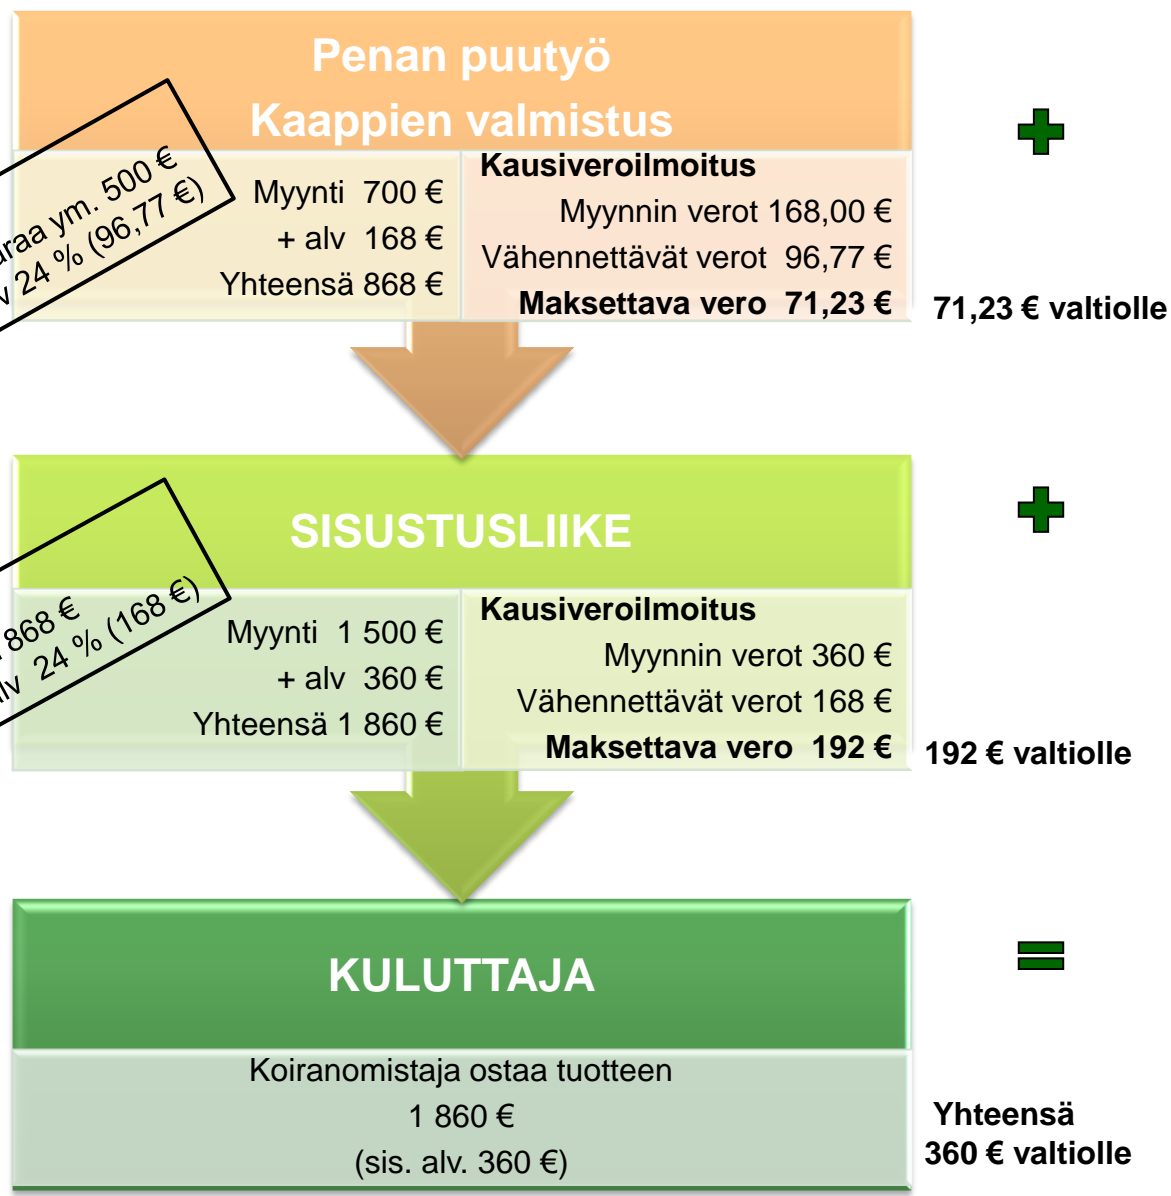 Penan puutyö
Kaappien valmistus
ym. 500 €
24 % (96,77 €)
Myynti 700 €
+ alv 168 €
Yhteensä 868 €
Kausiveroilmoitus
Myynnin verot 168,00 €
Vähennettävät verot 96,77 €
Maksettava vero 71,23 €
71,23 € valtiolle
SISUSTUSLIIKE
868 €
24 % (168 €)
Myynti 1 500 €
+ alv 360 €
Yhteensä 1 860 €
Kausiveroilmoitus
Myynnin verot 360 €
Vähennettävät verot 168 €
Maksettava vero 192 €
192 € valtiolle
KULUTTAJA
Koiranomistaja ostaa tuotteen
1 860 €
(sis. alv. 360 €)
Yhteensä
360 € valtiolle